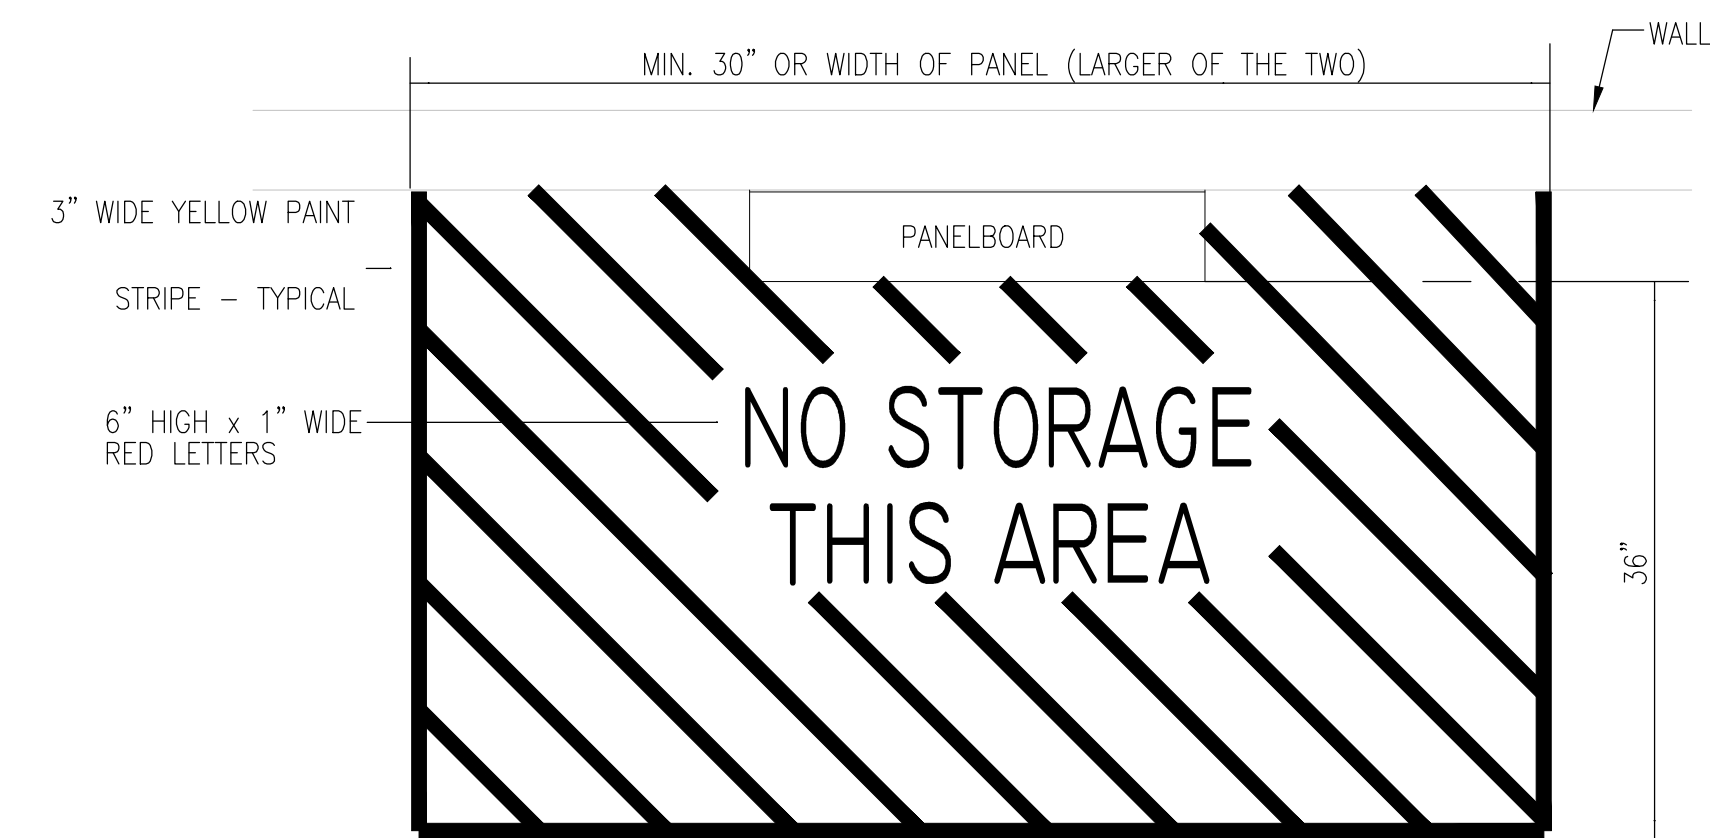 WALL
MIN. 30” OR WIDTH OF PANEL (LARGER OF THE TWO)
3” WIDE YELLOW PAINT
STRIPE – TYPICAL
PANELBOARD
6” HIGH x 1” WIDE
RED LETTERS
NO STORAGE
THIS AREA
36”